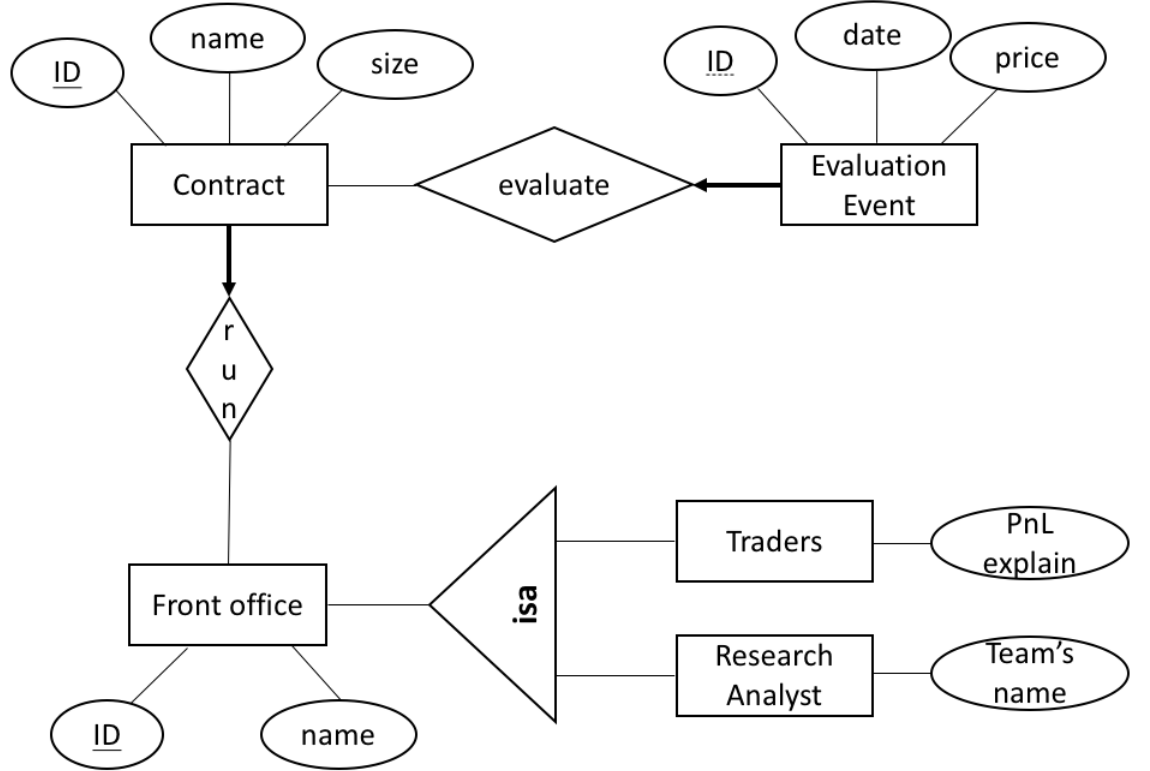 ID
name
size
ID
date
price
Contract
evaluate
Evaluation
Event
r
u
n
Front office
isa
Traders
PnL
explain
Research
Analyst
Team's
name
ID
name